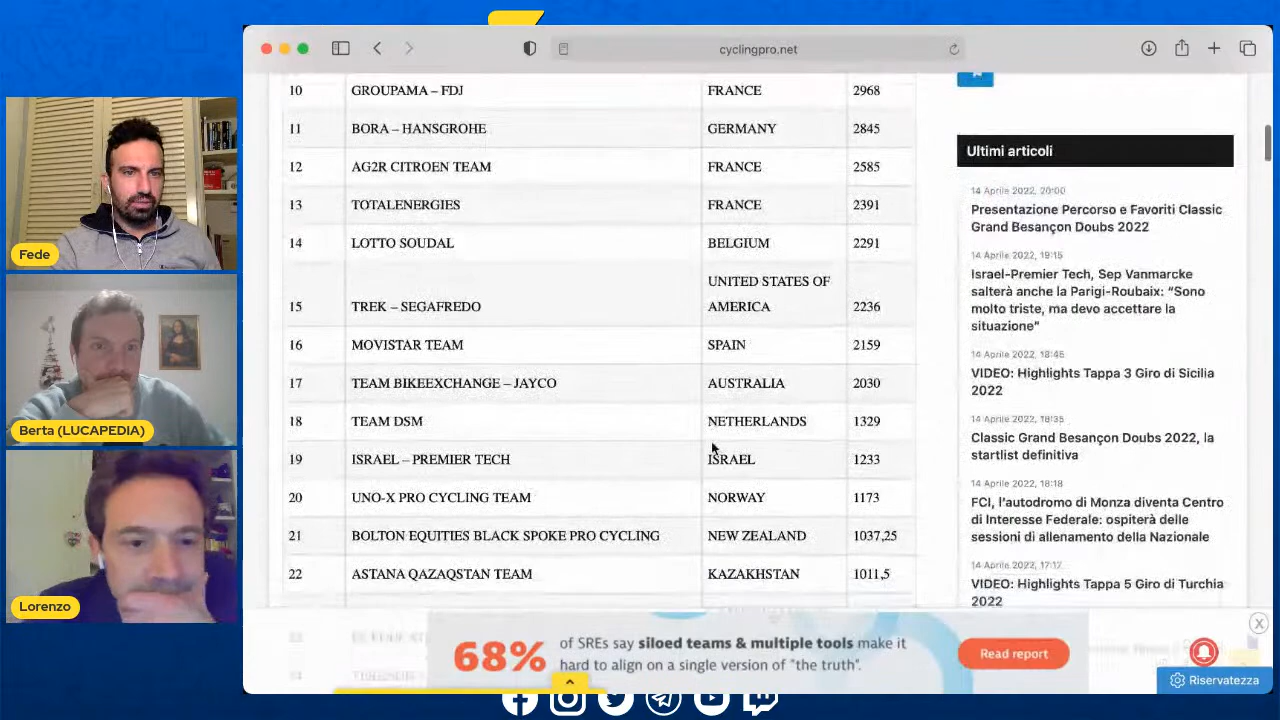 cyclingpro.net
10 GROUPAMA – FDJ FRANCE 2968
11 BORA – HANSGROHE GERMANY 2845
12 AG2R CITROEN TEAM FRANCE 2585
13 TOTALENERGIES FRANCE 2391
14 LOTTO SOUDAL BELGIUM 2291
UNITED STATES OF
15 TREK – SEGAFREDO AMERICA 2236
16 MOVISTAR TEAM SPAIN 2159
17 TEAM BIKEEXCHANGE – JAYCO AUSTRALIA 2030
18 TEAM DSM NETHERLANDS 1329
19 ISRAEL – PREMIER TECH ISRAEL 1233
20 UNO-X PRO CYCLING TEAM NORWAY 1173
21 BOLTON EQUITIES BLACK SPOKE PRO CYCLING NEW ZEALAND 1037,25
22 ASTANA QAZAQSTAN TEAM KAZAKHSTAN 1011,5
Ultimi articoli
14 Aprile 2022, 20:00
Presentazione Percorso e Favoriti Classic
Grand Besançon Doubs 2022
14 Aprile 2022, 19:15
Israel-Premier Tech, Sep Vanmarcke
salterà anche la Parigi-Roubaix: “Sono
molto triste, ma devo accettare la
situazione”
14 Aprile 2022, 18:45
VIDEO: Highlights Tappa 3 Giro di Sicilia
2022
14 Aprile 2022, 18:35
Classic Grand Besançon Doubs 2022, la
startlist definitiva
14 Aprile 2022, 18:18
FCI, l'autodromo di Monza diventa Centro
di Interesse Federale: ospiterà delle
sessioni di allenamento della Nazionale
14 Aprile 2022, 17:17
VIDEO: Highlights Tappa 5 Giro di Turchia
2022
68% of SREs say siloed teams & multiple tools make it
hard to align on a single version of "the truth".
Read report
X
Riservatezza
Fede
Berta (LUCAPEDIA)
Lorenzo